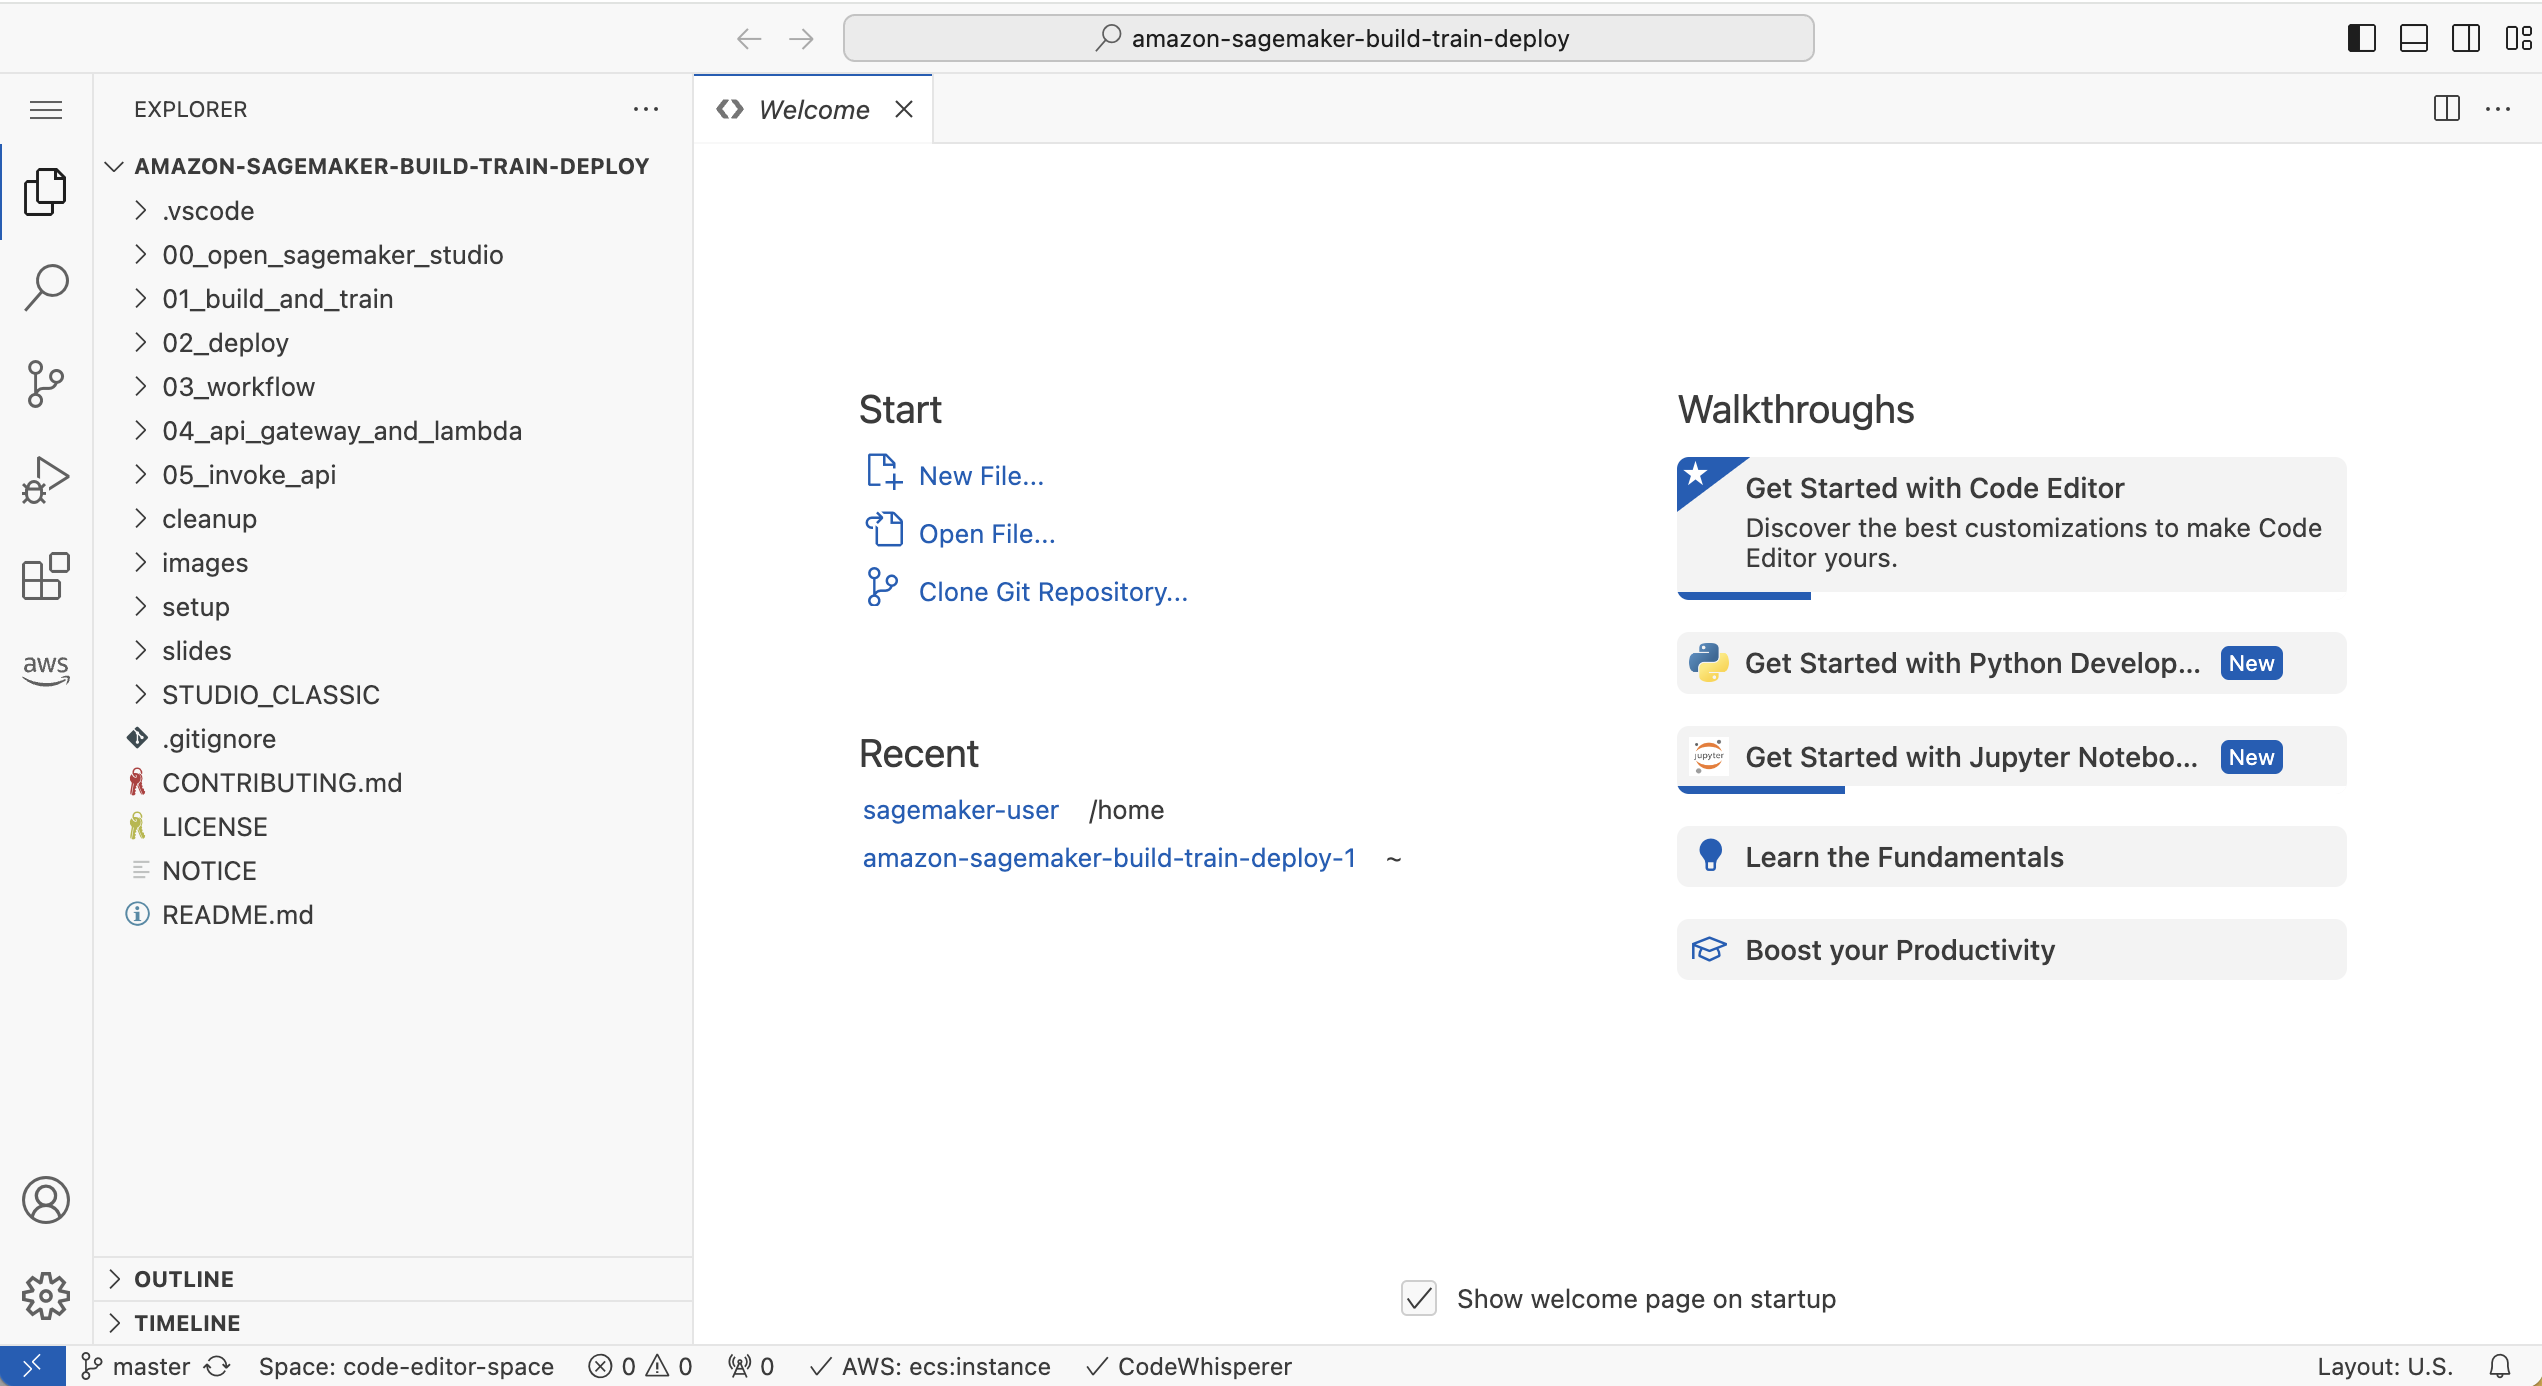 amazon-sagemaker-build-train-deploy
EXPLORER
Welcome
AMAZON-SAGEMAKER-BUILD-TRAIN-DEPLOY
.vscode
00_open_sagemaker_studio
01_build_and_train
02_deploy
03_workflow
04_api_gateway_and_lambda
05_invoke_api
cleanup
images
setup
slides
STUDIO_CLASSIC
.gitignore
CONTRIBUTING.md
LICENSE
NOTICE
README.md
aws
OUTLINE
TIMELINE
Start
New File...
Open File...
Clone Git Repository...
Recent
sagemaker-user /home
amazon-sagemaker-build-train-deploy-1 ~
Walkthroughs
Get Started with Code Editor
Discover the best customizations to make Code
Editor yours.
Get Started with Python Develop... New
jupyter
Get Started with Jupyter Notebo... New
Learn the Fundamentals
Boost your Productivity
Show welcome page on startup
master Space: code-editor-space 0 0 0 AWS: ecs:instance CodeWhisperer Layout: U.S.